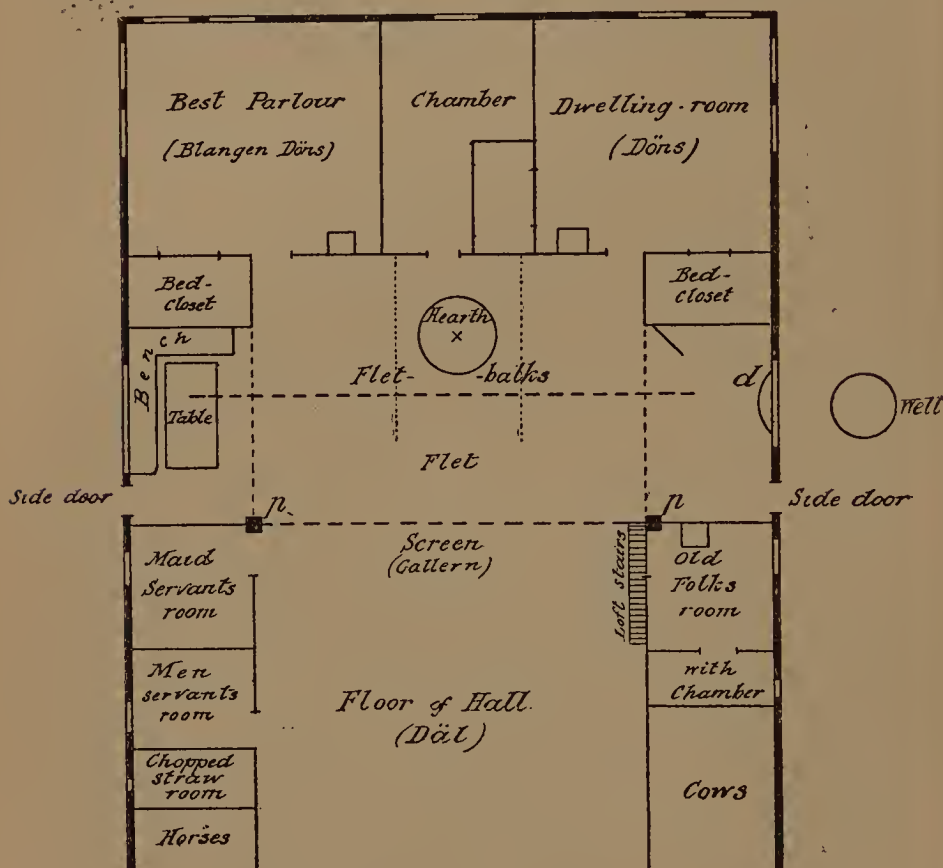 Best Parlour
(Blangen Döns)
Chamber
Dwelling-room
(Döns)
Bed-
closet
Bed-
closet
Hearth
×
Bench
Table
Flet- -balks
d
Well
Flet
Side door
p.
p
Side door
Screen
(Gallern)
Maid
Servants
room
Loft stairs
Old
Folks
room
Men
servants
room
with
Chamber
Floor of Hall.
(Däl)
Chopped
straw
room
Cows
Horses